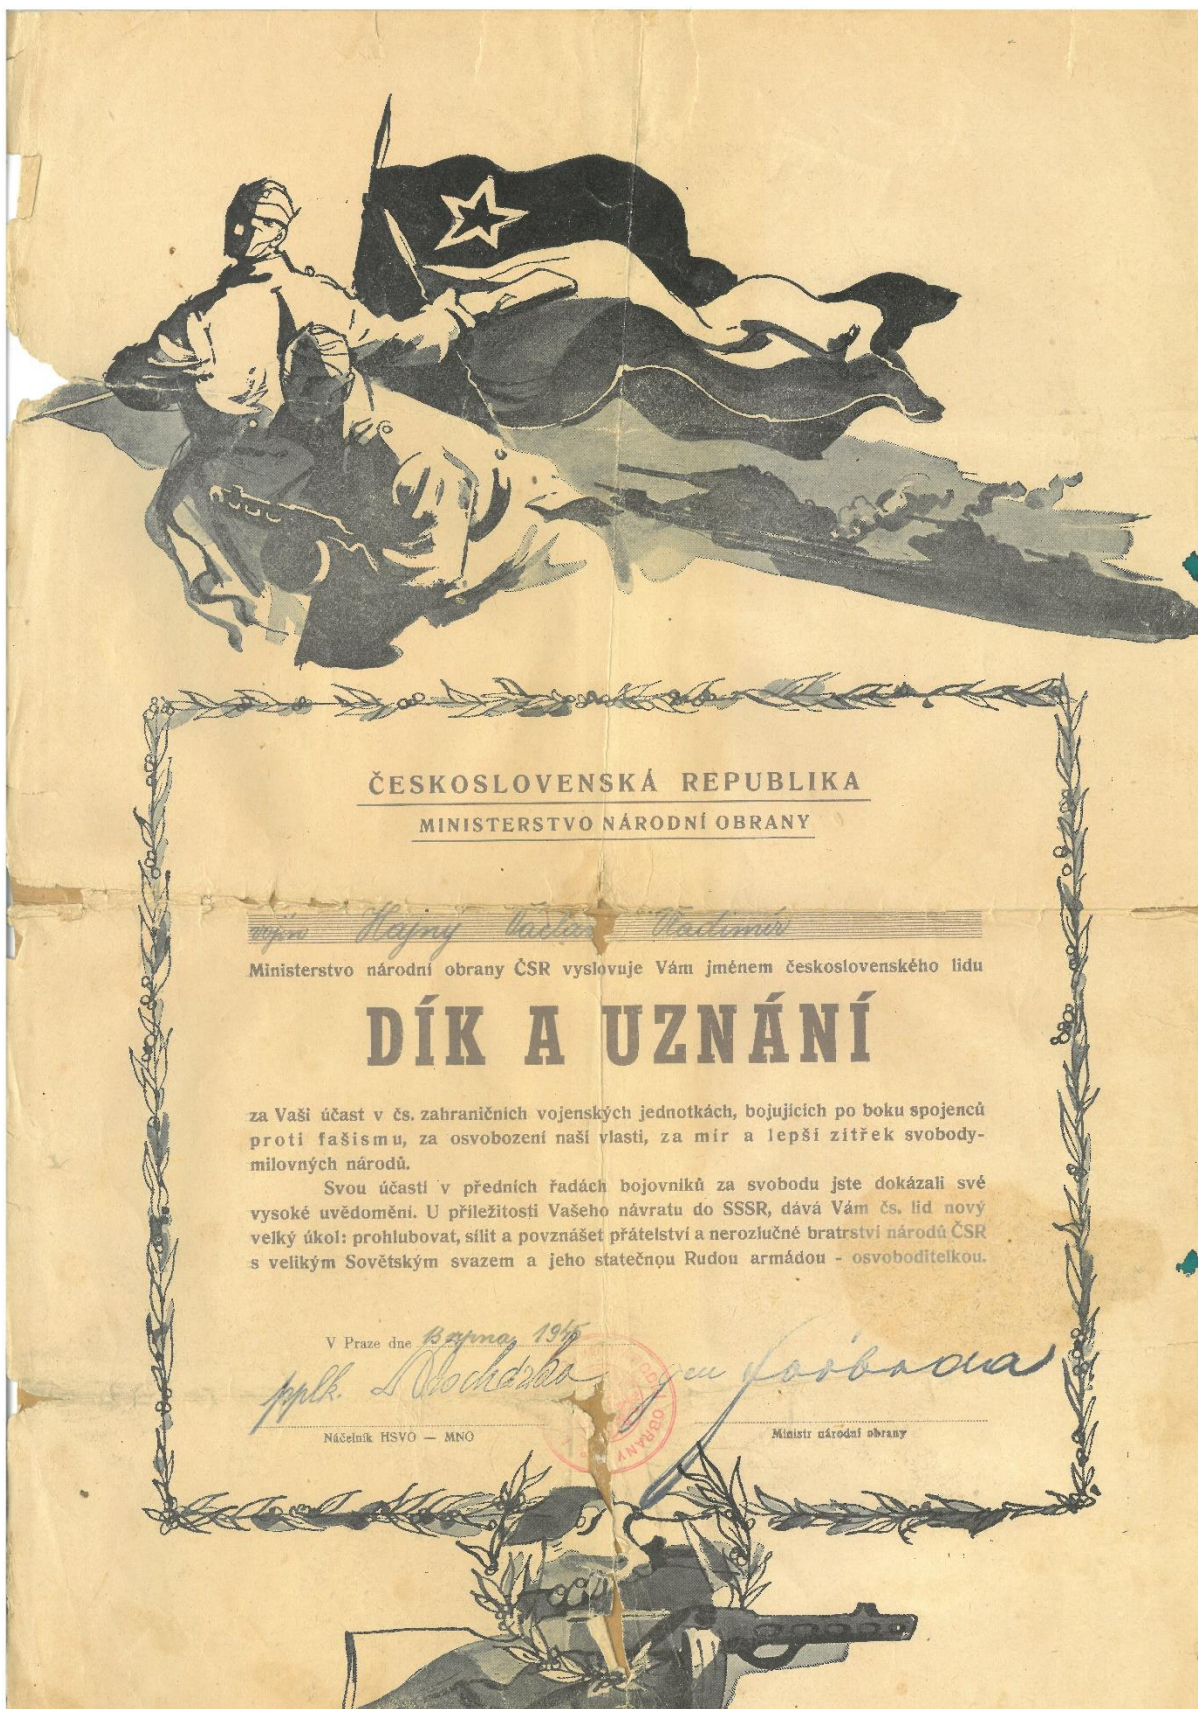 ČESKOSLOVENSKÁ REPUBLIKA
MINISTERSTVO NÁRODNÍ OBRANY
vojín Hajný Václav Vladimír
Ministerstvo národní obrany ČSR vyslovuje Vám jménem československého lidu
DÍK A UZNÁNÍ
za Vaši účast v čs. zahraničních vojenských jednotkách, bojujících po boku spojenců
proti fašismu, za osvobození naší vlasti, za mír a lepší zítřek svobody-
milovných národů.
Svou účastí v předních řadách bojovníků za svobodu jste dokázali své
vysoké uvědomění. U příležitosti Vašeho návratu do SSSR, dává Vám čs. lid nový
velký úkol: prohlubovat, sílit a povznášet přátelství a nerozlučné bratrství národů ČSR
s velikým Sovětským svazem a jeho statečnou Rudou armádou - osvoboditelkou.
V Praze dne srpna 1945
pplk. Procházka gen Svoboda
OBRANY
Náčelník HSVO — MNO
Ministr národní obrany